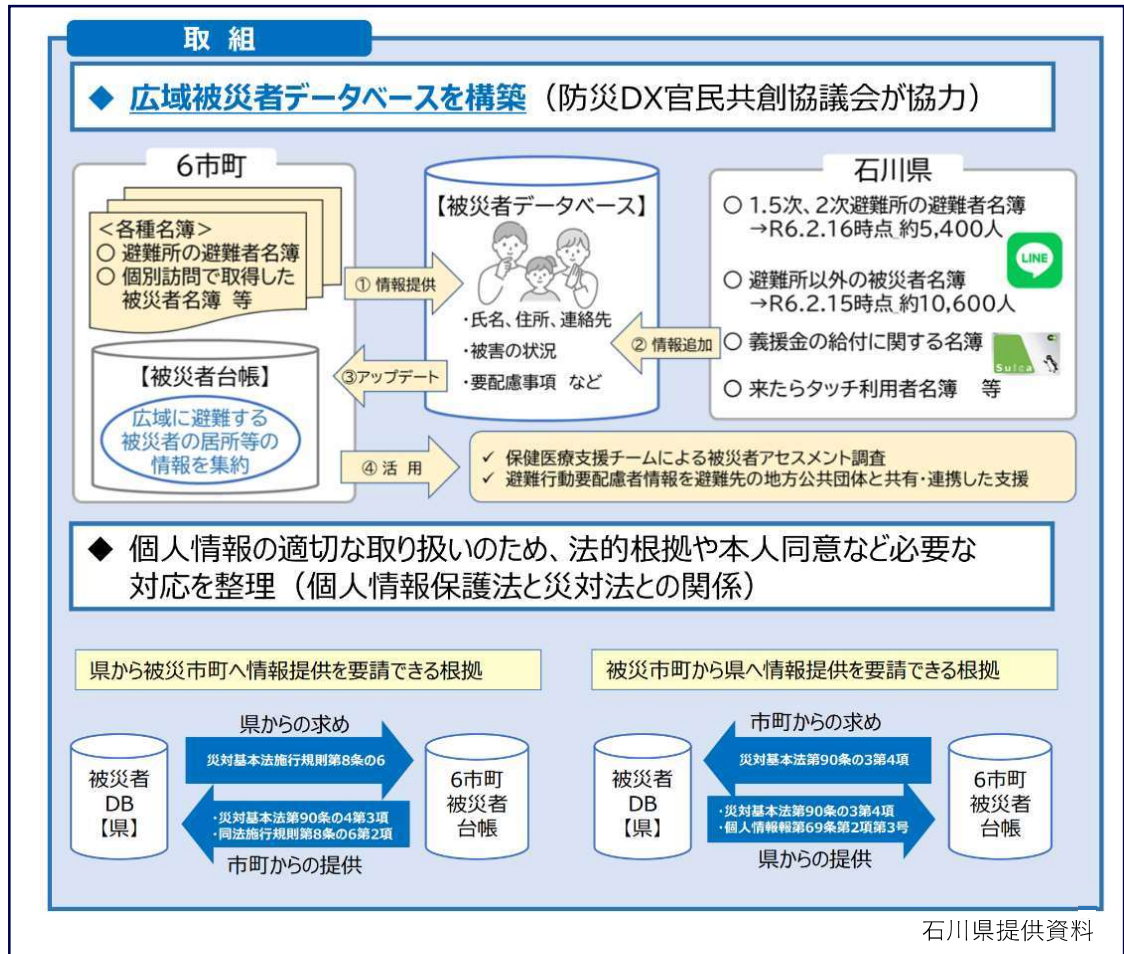 取 組
◆ 広域被災者データベースを構築（防災DX官民共創協議会が協力）
6市町
＜各種名簿＞
○ 避難所の避難者名簿
○ 個別訪問で取得した
被災者名簿 等
【被災者台帳】
広域に避難する
被災者の居所等の
情報を集約
① 情報提供
③アップデート
④ 活 用
【被災者データベース】
・氏名、住所、連絡先
・被害の状況
・要配慮事項 など
② 情報追加
石川県
○ 1.5次、2次避難所の避難者名簿
→R6.2.16時点_約5,400人
LINE
○ 避難所以外の被災者名簿
→R6.2.15時点_約10,600人
○ 義援金の給付に関する名簿
Suica
○ 来たらタッチ利用者名簿 等
✓ 保健医療支援チームによる被災者アセスメント調査
✓ 避難行動要配慮者情報を避難先の地方公共団体と共有・連携した支援
◆ 個人情報の適切な取り扱いのため、法的根拠や本人同意など必要な
対応を整理（個人情報保護法と災対法との関係）
県から被災市町へ情報提供を要請できる根拠
県からの求め
災対基本法施行規則第8条の6
被災者
DB
【県】
6市町
被災者
台帳
・災対基本法第90条の4第3項
・同法施行規則第8条の6第2項
市町からの提供
被災市町から県へ情報提供を要請できる根拠
市町からの求め
災対基本法第90条の3第4項
被災者
DB
【県】
6市町
被災者
台帳
・災対基本法第90条の3第4項
・個人情報報第69条第2項第3号
県からの提供
石川県提供資料